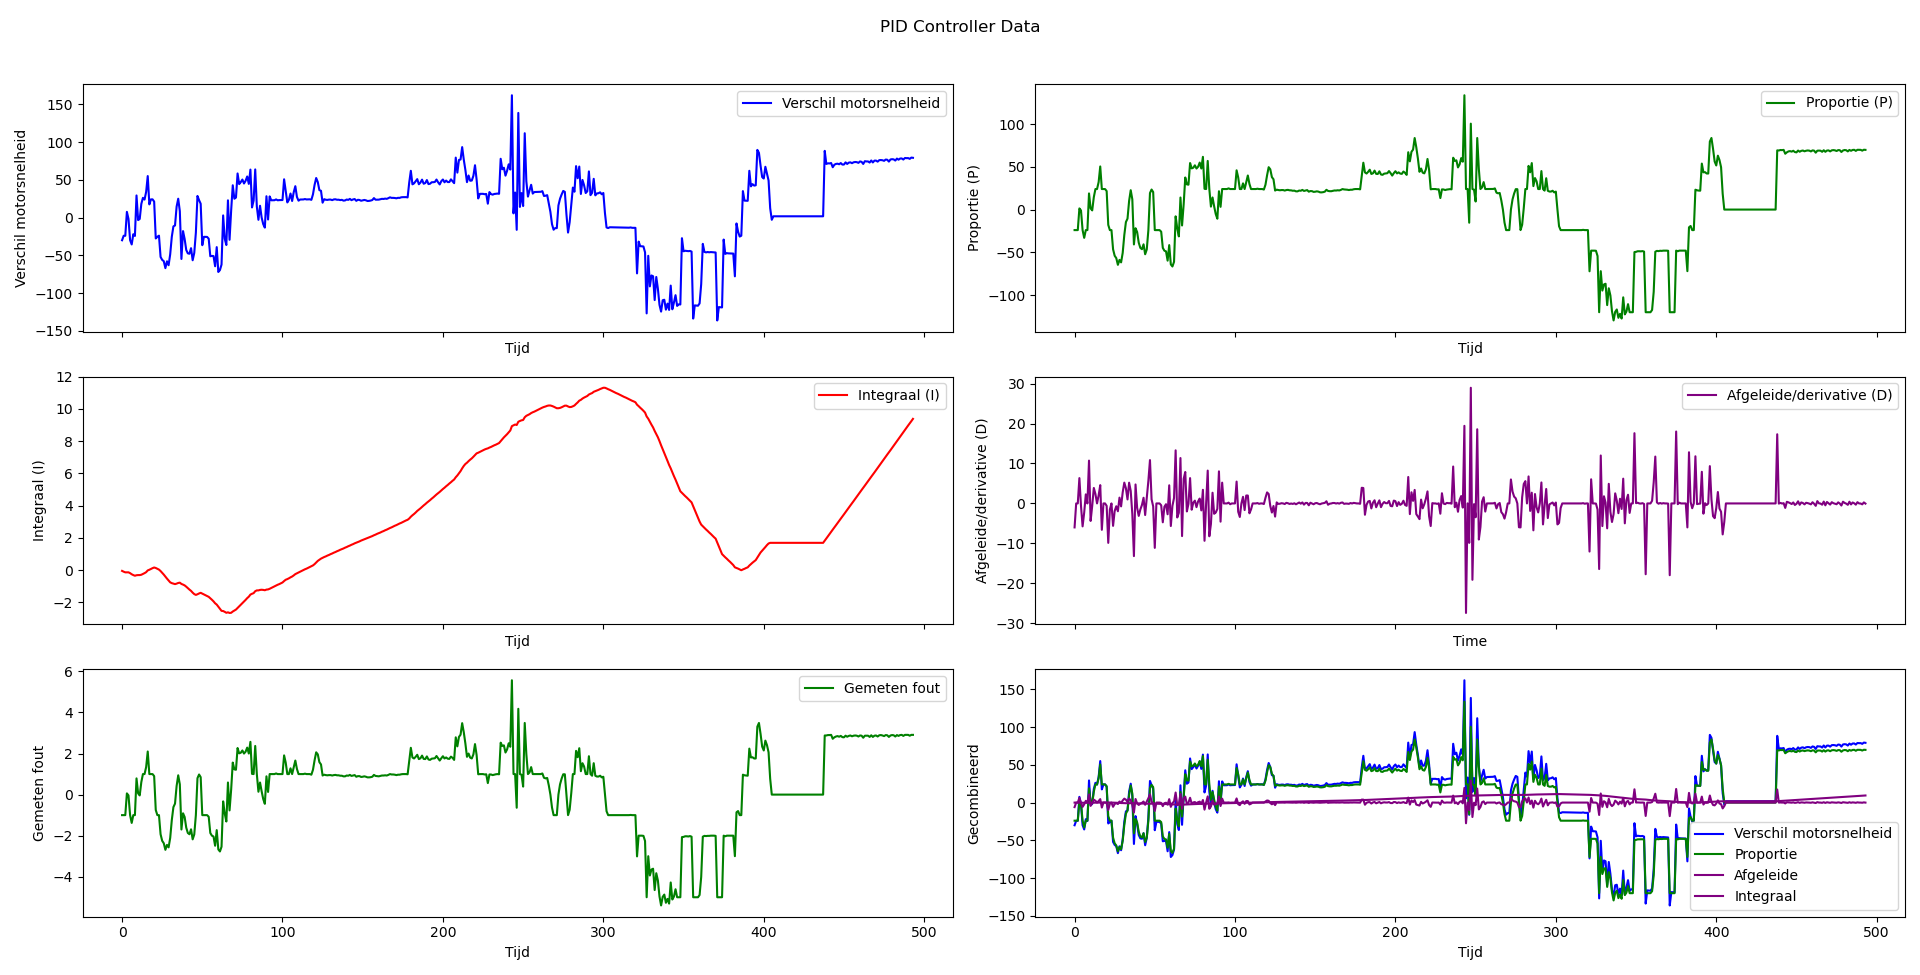 PID Controller Data
Verschil motorsnelheid
150
100
50
0
−50
−100
−150
Verschil motorsnelheid
Tijd
Proportie (P)
100
50
0
−50
−100
Proportie (P)
Tijd
Integraal (I)
12
10
8
6
4
2
0
−2
Integraal (I)
Tijd
Afgeleide/derivative (D)
30
20
10
0
−10
−20
−30
Afgeleide/derivative (D)
Time
Gemeten fout
6
4
2
0
−2
−4
Gemeten fout
0 100 200 300 400 500
Tijd
Gecombineerd
150
100
50
0
−50
−100
−150
Verschil motorsnelheid
Proportie
Afgeleide
Integraal
0 100 200 300 400 500
Tijd